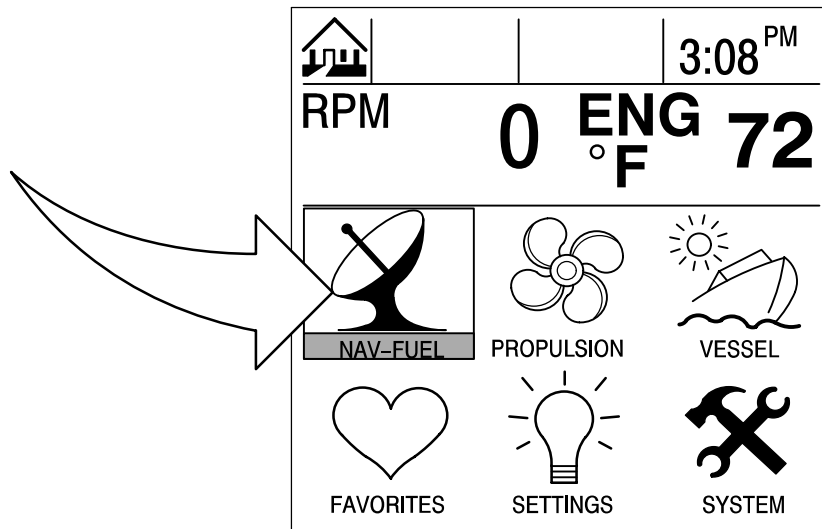 3:08 PM
RPM 0 ENG °F 72
NAV–FUEL PROPULSION VESSEL
FAVORITES SETTINGS SYSTEM